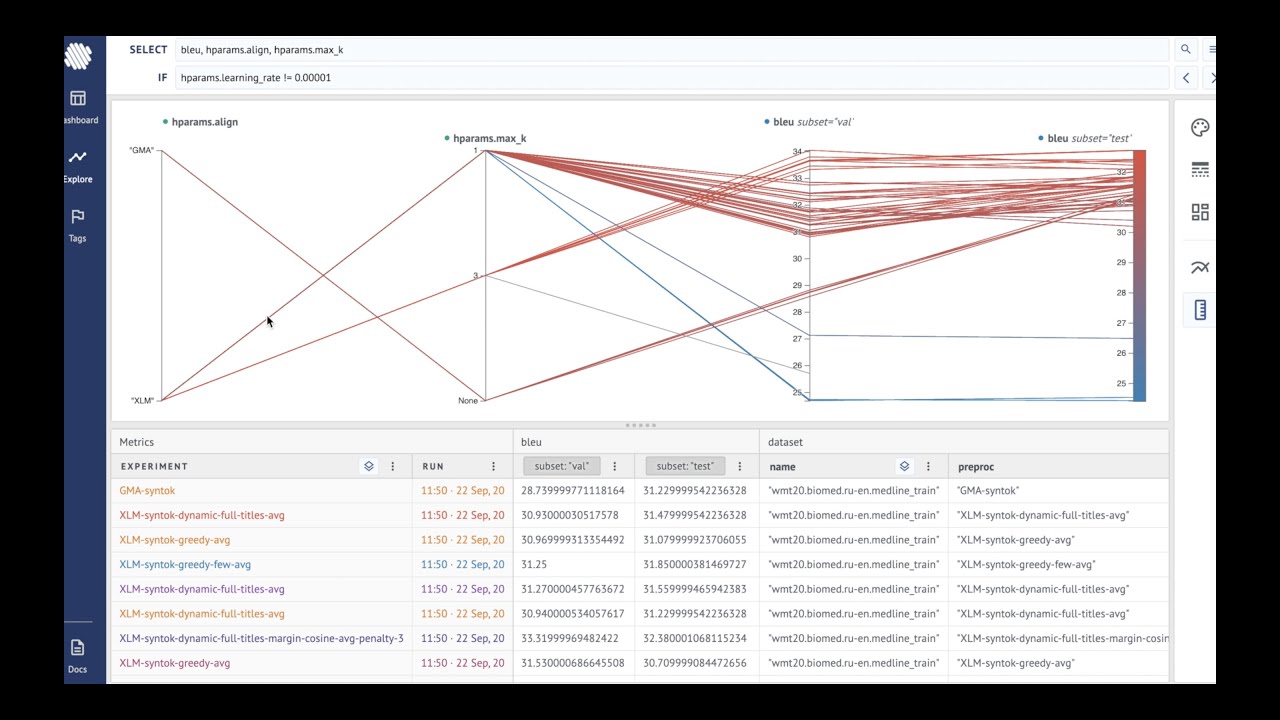 SELECT bleu, hparams.align, hparams.max_k
IF hparams.learning_rate != 0.00001
ashboard
Explore
Tags
Docs
hparams.align
hparams.max_k
bleu subset="val"
bleu subset="test"
"GMA"
"XLM"
1
3
None
34
33
32
31
30
29
28
27
26
25
32
31
30
29
28
27
26
25
Metrics bleu dataset
EXPERIMENT RUN subset: "val" subset: "test" name preproc
GMA-syntok 11:50 · 22 Sep, 20 28.739999771118164 31.229999542236328 "wmt20.biomed.ru-en.medline_train" "GMA-syntok"
XLM-syntok-dynamic-full-titles-avg 11:50 · 22 Sep, 20 30.93000030517578 31.479999542236328 "wmt20.biomed.ru-en.medline_train" "XLM-syntok-dynamic-full-titles-avg"
XLM-syntok-greedy-avg 11:50 · 22 Sep, 20 30.969999313354492 31.079999923706055 "wmt20.biomed.ru-en.medline_train" "XLM-syntok-greedy-avg"
XLM-syntok-greedy-few-avg 11:50 · 22 Sep, 20 31.25 31.850000381469727 "wmt20.biomed.ru-en.medline_train" "XLM-syntok-greedy-few-avg"
XLM-syntok-dynamic-full-titles-avg 11:50 · 22 Sep, 20 31.270000457763672 31.559999465942383 "wmt20.biomed.ru-en.medline_train" "XLM-syntok-dynamic-full-titles-avg"
XLM-syntok-dynamic-full-titles-avg 11:50 · 22 Sep, 20 30.940000534057617 31.229999542236328 "wmt20.biomed.ru-en.medline_train" "XLM-syntok-dynamic-full-titles-avg"
XLM-syntok-dynamic-full-titles-margin-cosine-avg-penalty-3 11:50 · 22 Sep, 20 33.31999969482422 32.380001068115234 "wmt20.biomed.ru-en.medline_train" "XLM-syntok-dynamic-full-titles-margin-cosin
XLM-syntok-greedy-avg 11:50 · 22 Sep, 20 31.530000686645508 30.709999084472656 "wmt20.biomed.ru-en.medline_train" "XLM-syntok-greedy-avg"